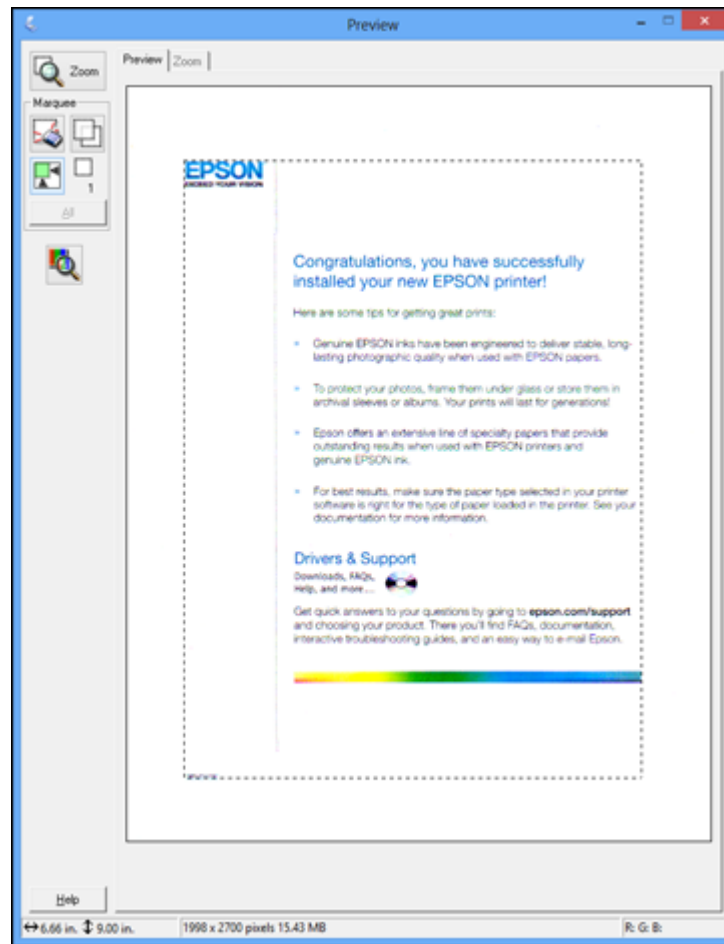 Preview
Zoom
Preview
Zoom
Marquee
1
All
EPSON
EXCEED YOUR VISION
Congratulations, you have successfully
installed your new EPSON printer!
Here are some tips for getting great prints:
Genuine EPSON inks have been engineered to deliver stable, long-
lasting photographic quality when used with EPSON papers.
To protect your photos, frame them under glass or store them in
archival sleeves or albums. Your prints will last for generations!
Epson offers an extensive line of specialty papers that provide
outstanding results when used with EPSON printers and
genuine EPSON ink.
For best results, make sure the paper type selected in your printer
software is right for the type of paper loaded in the printer. See your
documentation for more information.
Drivers & Support
Downloads, FAQs,
Help, and more...
Get quick answers to your questions by going to epson.com/support
and choosing your product. There you'll find FAQs, documentation,
interactive troubleshooting guides, and an easy way to e-mail Epson.
Help
6.66 in. 9.00 in. 1998 x 2700 pixels 15.43 MB R: G: B: